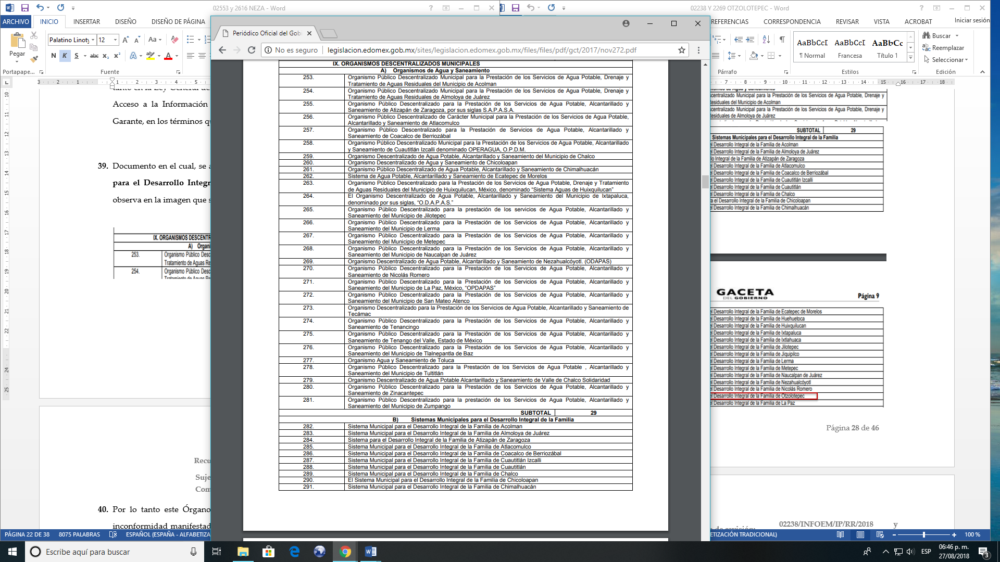 02553 y 2616 NEZA - Word
ARCHIVO INICIO INSERTAR DISEÑO DISEÑO DE PÁGINA
Pegar
Palatino Linoty 12
N K S abc x₂ x²
Portapape... Fuente
Acceso a la Información
Garante, en los términos
39. Documento en el cual, se
para el Desarrollo Integr
observa en la imagen que s
IX. ORGANISMOS DESCENTR
A) Organi
253. Organismo Público Desc
Tratamiento de Aguas Re
254. Organismo Público Desc
Recu
Suje
Com
40. Por lo tanto este Órgano
inconformidad manifestad
PÁGINA 22 DE 38 8075 PALABRAS ESPAÑOL (ESPAÑA - ALFABETIZA
Periódico Oficial del Gobi
No es seguro legislacion.edomex.gob.mx/sites/legislacion.edomex.gob.mx/files/files/pdf/gct/2017/nov272.pdf
IX. ORGANISMOS DESCENTRALIZADOS MUNICIPALES
A) Organismos de Agua y Saneamiento
253. Organismo Público Descentralizado Municipal para la Prestación de los Servicios de Agua Potable, Drenaje y
Tratamiento de Aguas Residuales del Municipio de Acolman
254. Organismo Público Descentralizado Municipal para la Prestación de los Servicios de Agua Potable, Drenaje y
Tratamiento de Aguas Residuales de Almoloya de Juárez
255. Organismo Público Descentralizado para la Prestación de los Servicios de Agua Potable, Alcantarillado y
Saneamiento de Atizapán de Zaragoza, por sus siglas S.A.P.A.S.A.
256. Organismo Público Descentralizado de Carácter Municipal para la Prestación de los Servicios de Agua Potable,
Alcantarillado y Saneamiento de Atlacomulco
257. Organismo Público Descentralizado para la Prestación de Servicios de Agua Potable, Alcantarillado y
Saneamiento de Coacalco de Berriozábal
258. Organismo Público Descentralizado Municipal para la Prestación de los Servicios de Agua Potable, Alcantarillado
y Saneamiento de Cuautitlán Izcalli denominado OPERAGUA, O.P.D.M.
259. Organismo Descentralizado de Agua Potable, Alcantarillado y Saneamiento del Municipio de Chalco
260. Organismo Descentralizado de Agua y Saneamiento de Chicoloapan
261. Organismo Público Descentralizado de Agua Potable, Alcantarillado y Saneamiento de Chimalhuacán
262. Sistema de Agua Potable, Alcantarillado y Saneamiento de Ecatepec de Morelos
263. Organismo Público Descentralizado para la Prestación de los Servicios de Agua Potable, Drenaje y Tratamiento
de Aguas Residuales del Municipio de Huixquilucan, México, denominado “Sistema Aguas de Huixquilucan”
264. El Organismo Descentralizado de Agua Potable, Alcantarillado y Saneamiento del Municipio de Ixtapaluca,
denominado por sus siglas, “O.D.A.P.A.S.”
265. Organismo Público Descentralizado para la prestación de los servicios de Agua Potable, Alcantarillado y
Saneamiento del Municipio de Jilotepec
266. Organismo Público Descentralizado para la Prestación de los Servicios de Agua Potable, Alcantarillado y
Saneamiento del Municipio de Lerma
267. Organismo Público Descentralizado para la Prestación de los Servicios de Agua Potable, Alcantarillado y
Saneamiento del Municipio de Metepec
268. Organismo Público Descentralizado para la Prestación de los Servicios de Agua Potable, Alcantarillado y
Saneamiento del Municipio de Naucalpan de Juárez
269. Organismo Descentralizado de Agua Potable, Alcantarillado y Saneamiento de Nezahualcóyotl. (ODAPAS)
270. Organismo Público Descentralizado para la Prestación de los Servicios de Agua Potable, Alcantarillado y
Saneamiento de Nicolás Romero
271. Organismo Público Descentralizado para la Prestación de los Servicios de Agua Potable, Alcantarillado y
Saneamiento del Municipio de La Paz, México, “OPDAPAS”
272. Organismo Público Descentralizado para la Prestación de los Servicios de Agua Potable, Alcantarillado y
Saneamiento del Municipio de San Mateo Atenco
273. Organismo Descentralizado para la Prestación de los Servicios de Agua Potable, Alcantarillado y Saneamiento de
Tecámac
274. Organismo Público Descentralizado para la Prestación de los Servicios de Agua Potable, Alcantarillado y
Saneamiento de Tenancingo
275. Organismo Público Descentralizado para la Prestación de los Servicios de Agua Potable, Alcantarillado y
Saneamiento de Tenango del Valle, Estado de México
276. Organismo Público Descentralizado para la Prestación de los Servicios de Agua Potable, Alcantarillado y
Saneamiento del Municipio de Tlalnepantla de Baz
277. Organismo Agua y Saneamiento de Toluca
278. Organismo Público Descentralizado para la Prestación de los Servicios de Agua Potable , Alcantarillado y
Saneamiento del Municipio de Tultitlán
279. Organismo Descentralizado de Agua Potable Alcantarillado y Saneamiento de Valle de Chalco Solidaridad
280. Organismo Público Descentralizado para la Prestación de los Servicios de Agua Potable, Alcantarillado y
Saneamiento de Zinacantepec
281. Organismo Público Descentralizado para la prestación de los Servicios de Agua Potable, Alcantarillado y
Saneamiento del Municipio de Zumpango
SUBTOTAL 29
B) Sistemas Municipales para el Desarrollo Integral de la Familia
282. Sistema Municipal para el Desarrollo Integral de la Familia de Acolman
283. Sistema Municipal para el Desarrollo Integral de la Familia de Almoloya de Juárez
284. Sistema para el Desarrollo Integral de la Familia de Atizapán de Zaragoza
285. Sistema Municipal para el Desarrollo Integral de la Familia de Atlacomulco
286. Sistema Municipal para el Desarrollo Integral de la Familia de Coacalco de Berriozábal
287. Sistema Municipal para el Desarrollo Integral de la Familia de Cuautitlán Izcalli
288. Sistema Municipal para el Desarrollo Integral de la Familia de Cuautitlán
289. Sistema Municipal para el Desarrollo Integral de la Familia de Chalco
290. El Sistema Municipal para el Desarrollo Integral de la Familia de Chicoloapan
291. Sistema Municipal para el Desarrollo Integral de la Familia de Chimalhuacán
02238 Y 2269 OTZOLOTEPEC - Word
REFERENCIAS CORRESPONDENCIA REVISAR VISTA ACROBAT Iniciar sesión
AaBbCcI AaBbCcI AaBbCc
¶ Normal Francesa Título 1
Buscar
Reemplazar
Seleccionar
Párrafo Estilos Edición
scentralizado Municipal para la Prestación de los Servicios de Agua Potable, Drenaje y
Residuales del Municipio de Acolman
scentralizado Municipal para la Prestación de los Servicios de Agua Potable, Drenaje y
Residuales de Almoloya de Juárez
SUBTOTAL 29
Sistemas Municipales para el Desarrollo Integral de la Familia
el Desarrollo Integral de la Familia de Acolman
el Desarrollo Integral de la Familia de Almoloya de Juárez
lo Integral de la Familia de Atizapán de Zaragoza
el Desarrollo Integral de la Familia de Atlacomulco
el Desarrollo Integral de la Familia de Coacalco de Berriozábal
el Desarrollo Integral de la Familia de Cuautitlán Izcalli
el Desarrollo Integral de la Familia de Cuautitlán
el Desarrollo Integral de la Familia de Chalco
ra el Desarrollo Integral de la Familia de Chicoloapan
el Desarrollo Integral de la Familia de Chimalhuacán
GACETA
DEL GOBIERNO
Página 9
el Desarrollo Integral de la Familia de Ecatepec de Morelos
el Desarrollo Integral de la Familia de Huehuetoca
el Desarrollo Integral de la Familia de Huixquilucan
el Desarrollo Integral de la Familia de Ixtapaluca
el Desarrollo Integral de la Familia de Ixtlahuaca
el Desarrollo Integral de la Familia de Jilotepec
el Desarrollo Integral de la Familia de Jiquipilco
el Desarrollo Integral de la Familia de Lerma
el Desarrollo Integral de la Familia de Metepec
el Desarrollo Integral de la Familia de Naucalpan de Juárez
el Desarrollo Integral de la Familia de Nezahualcóyotl
el Desarrollo Integral de la Familia de Nicolás Romero
el Desarrollo Integral de la Familia de Otzolotepec
el Desarrollo Integral de la Familia de La Paz
Página 28 de 46
02238/INFOEM/IP/RR/2018 y
ETIZACIÓN TRADICIONAL) 100 %
Escribe aquí para buscar
ESP
06:46 p. m.
27/08/2018
3